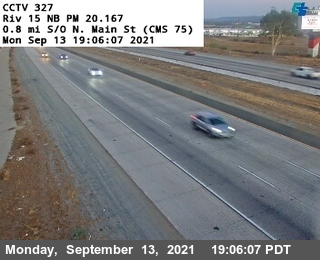 CCTV 327
Riv 15 NB PM 20.167
0.8 mi S/O N. Main St (CMS 75)
Mon Sep 13 19:06:07 2021
Monday, September 13, 2021 19:06:07 PDT